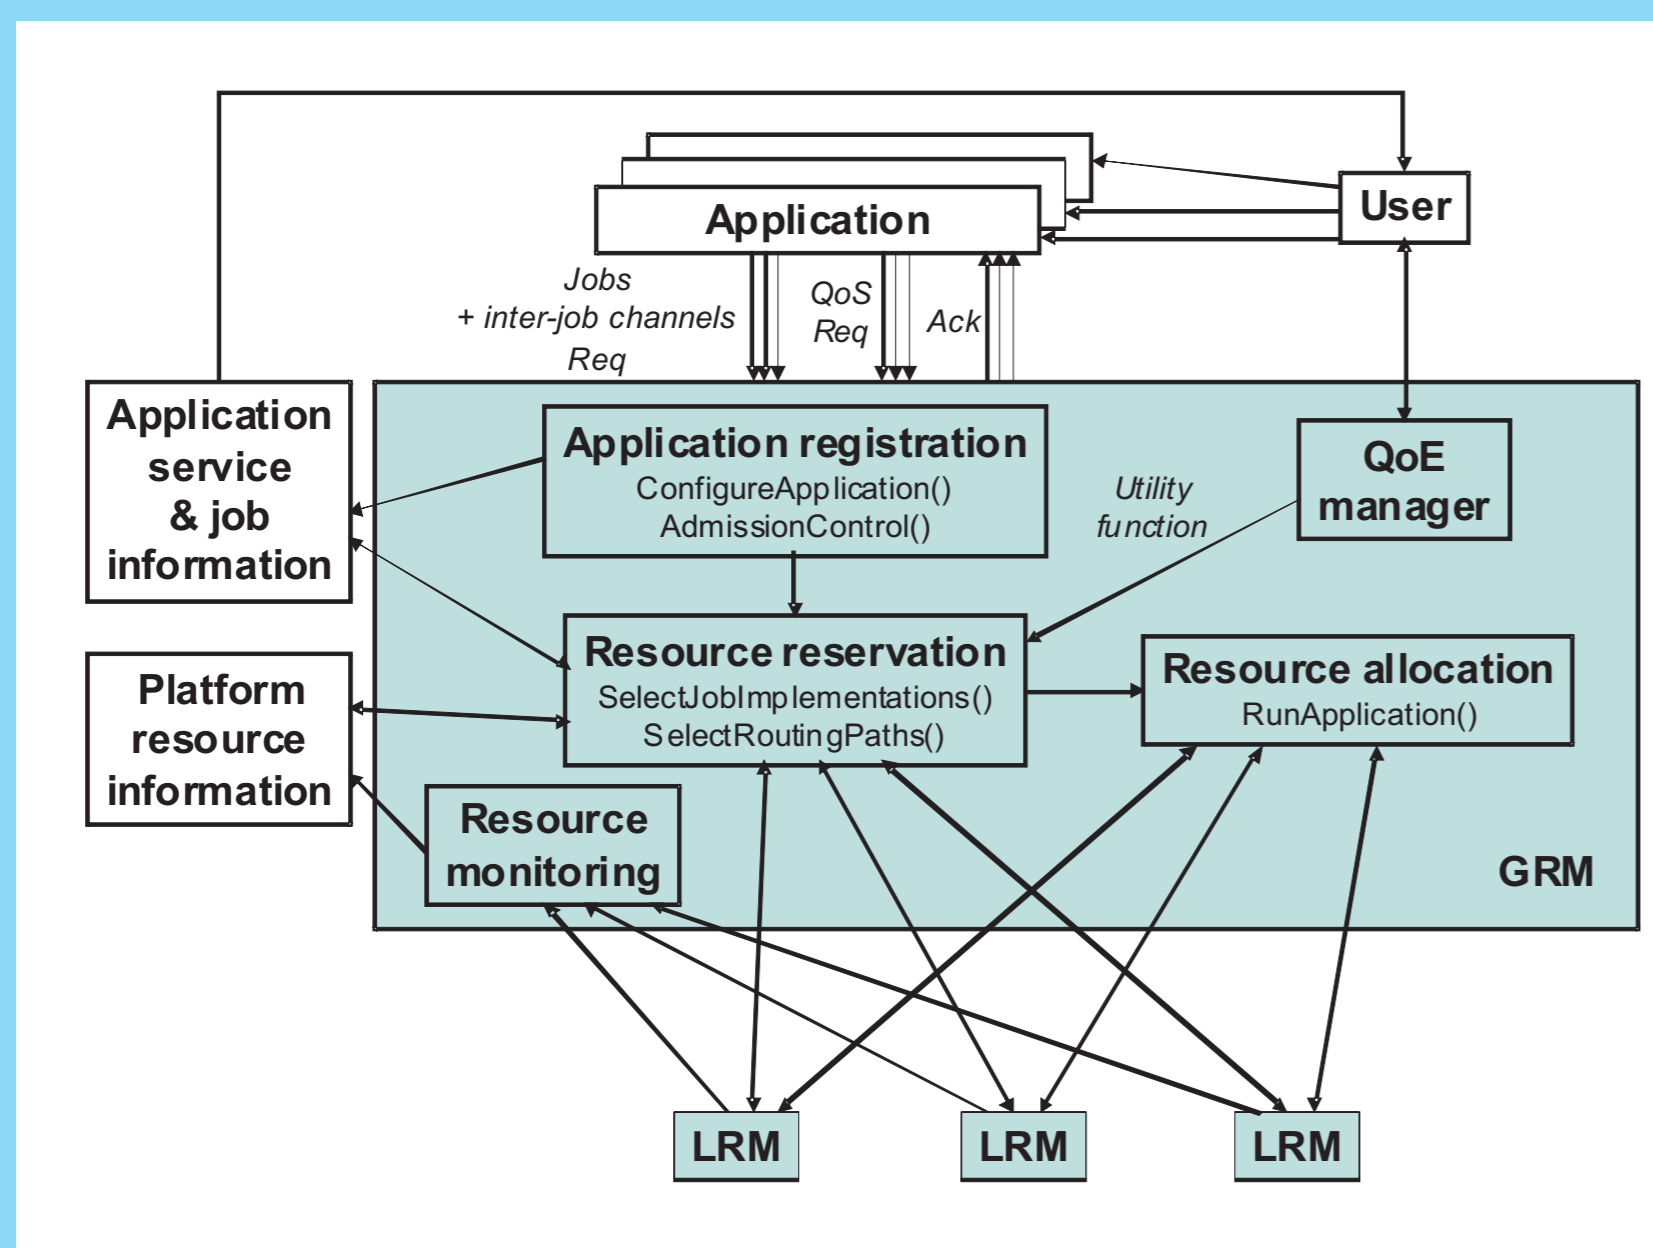 Application
User
Jobs
+ inter-job channels
Req
QoS
Req
Ack
Application
service
& job
information
Application registration
ConfigureApplication()
AdmissionControl()
Utility
function
QoE
manager
Platform
resource
information
Resource reservation
SelectJobImplementations()
SelectRoutingPaths()
Resource allocation
RunApplication()
Resource
monitoring
GRM
LRM
LRM
LRM